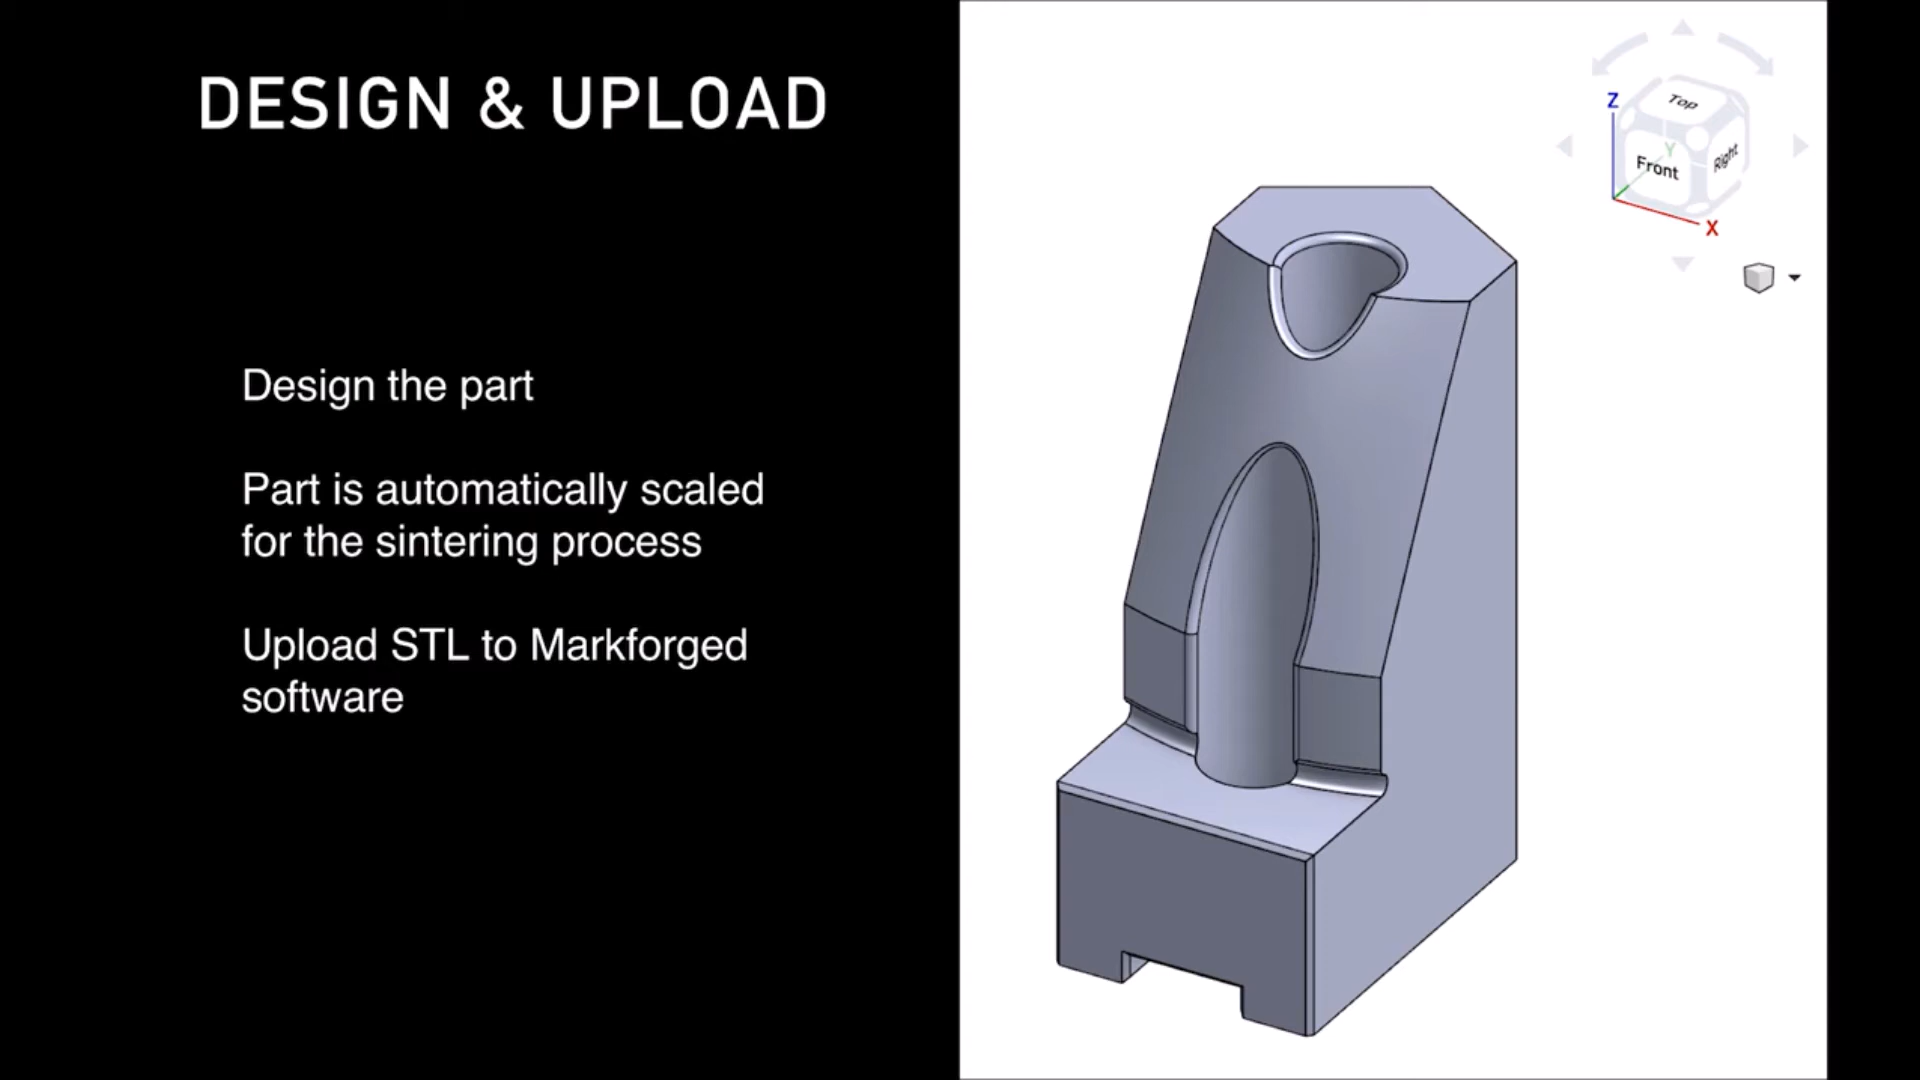 DESIGN & UPLOAD
Design the part
Part is automatically scaled
for the sintering process
Upload STL to Markforged
software
Z
Top
Y
Front
Right
X